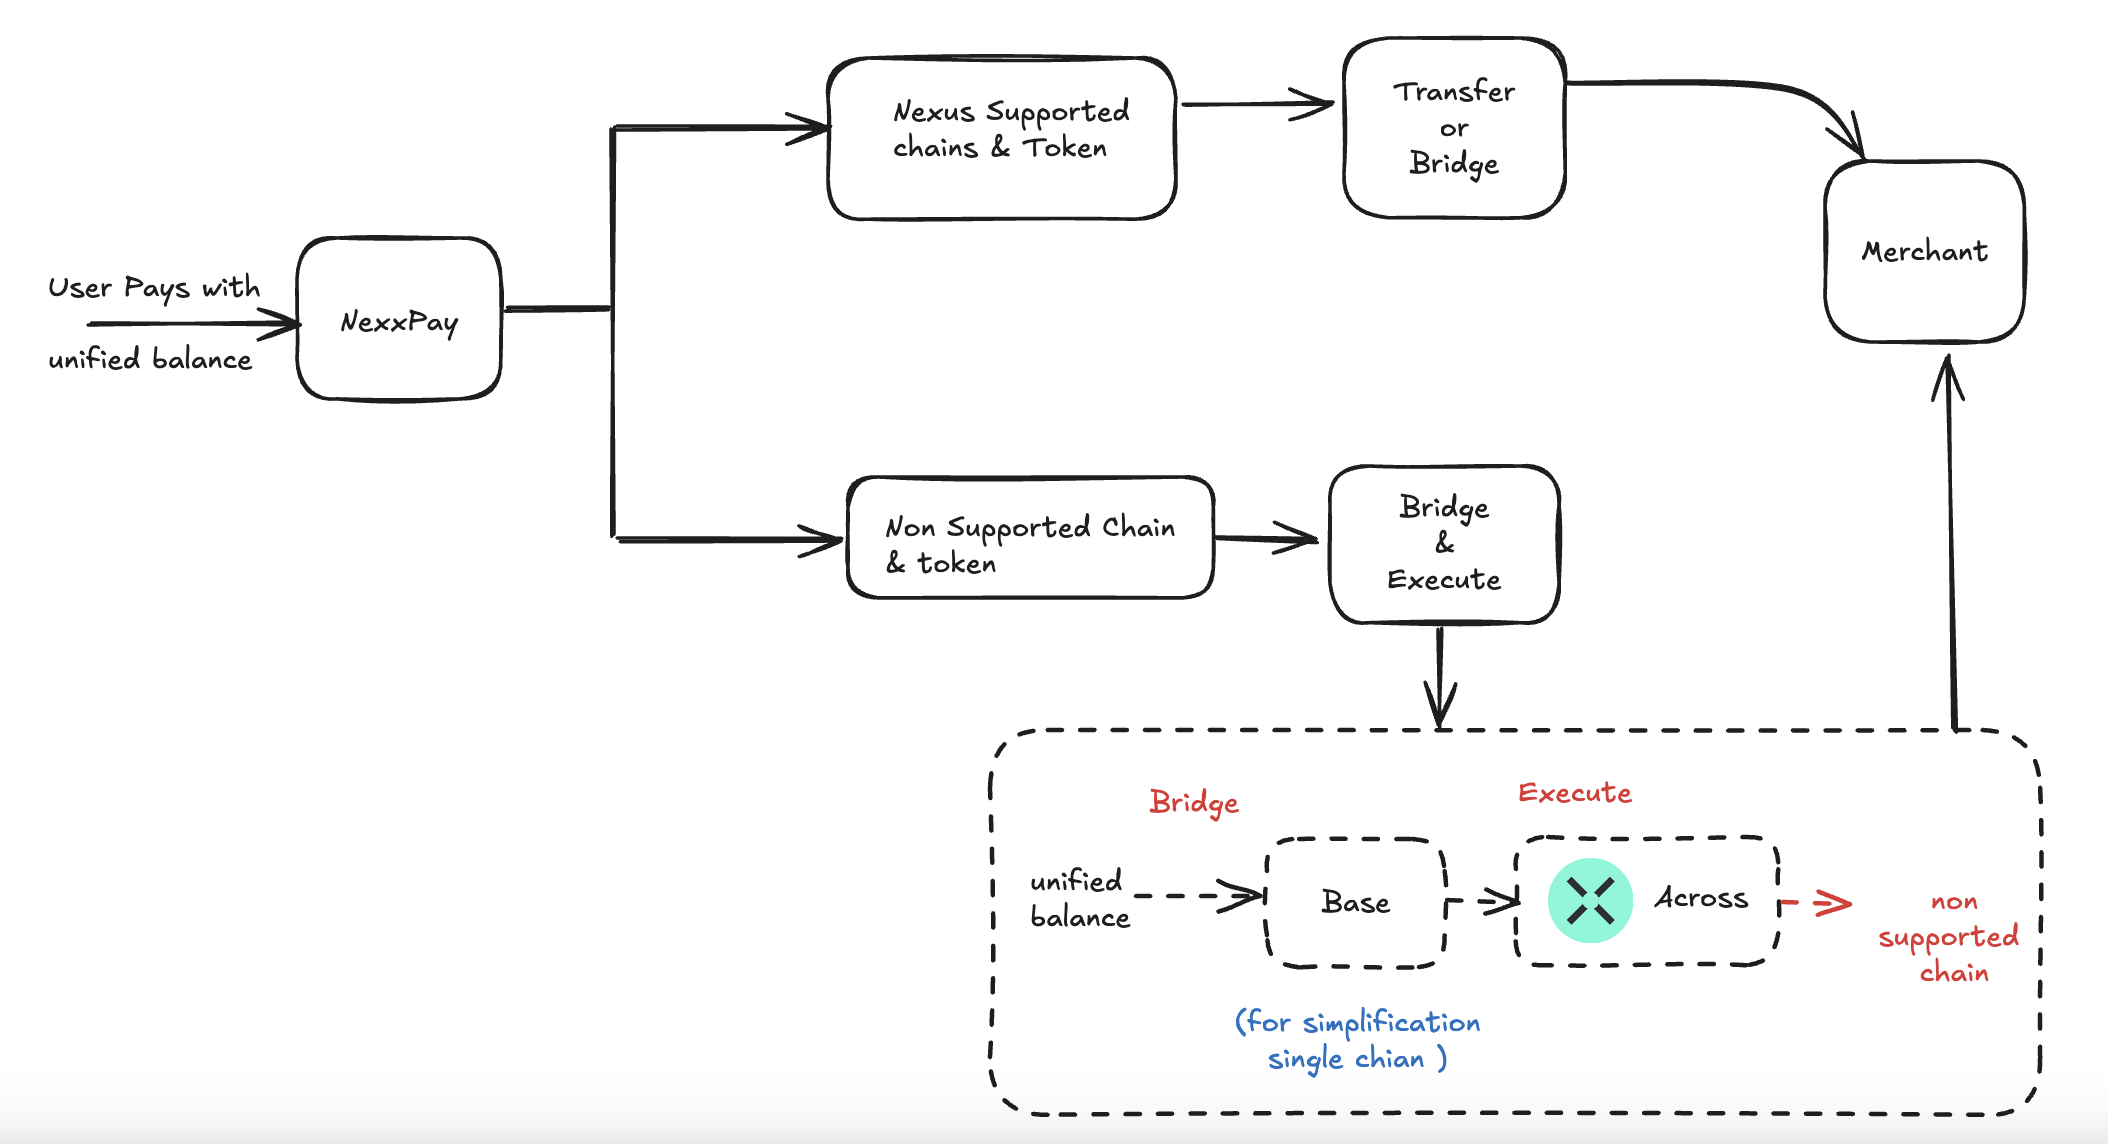 User Pays with
unified balance
NexxPay
Nexus Supported
chains & Token
Transfer
or
Bridge
Merchant
Non Supported Chain
& token
Bridge
&
Execute
Bridge
Execute
unified
balance
Base
Across
non
supported
chain
(for simplification
single chian )